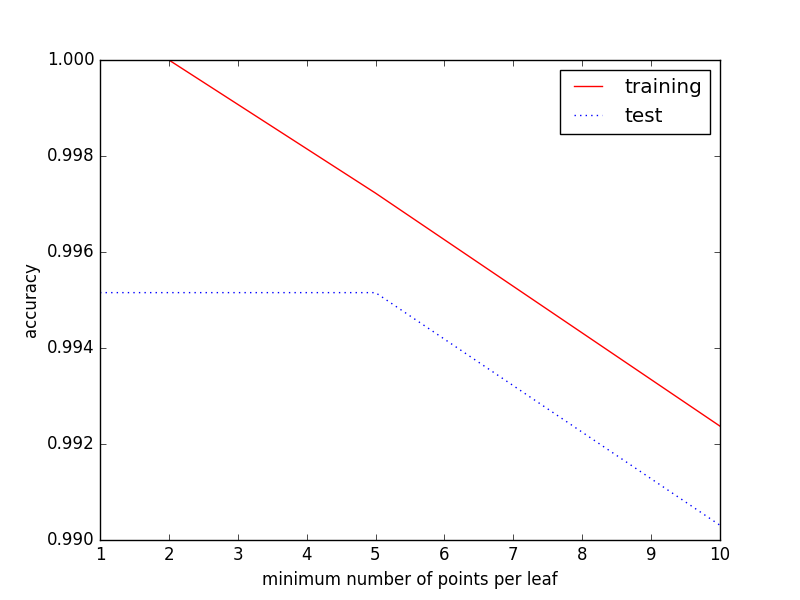 1.000
0.998
0.996
0.994
0.992
0.990
accuracy
training
test
1 2 3 4 5 6 7 8 9 10
minimum number of points per leaf